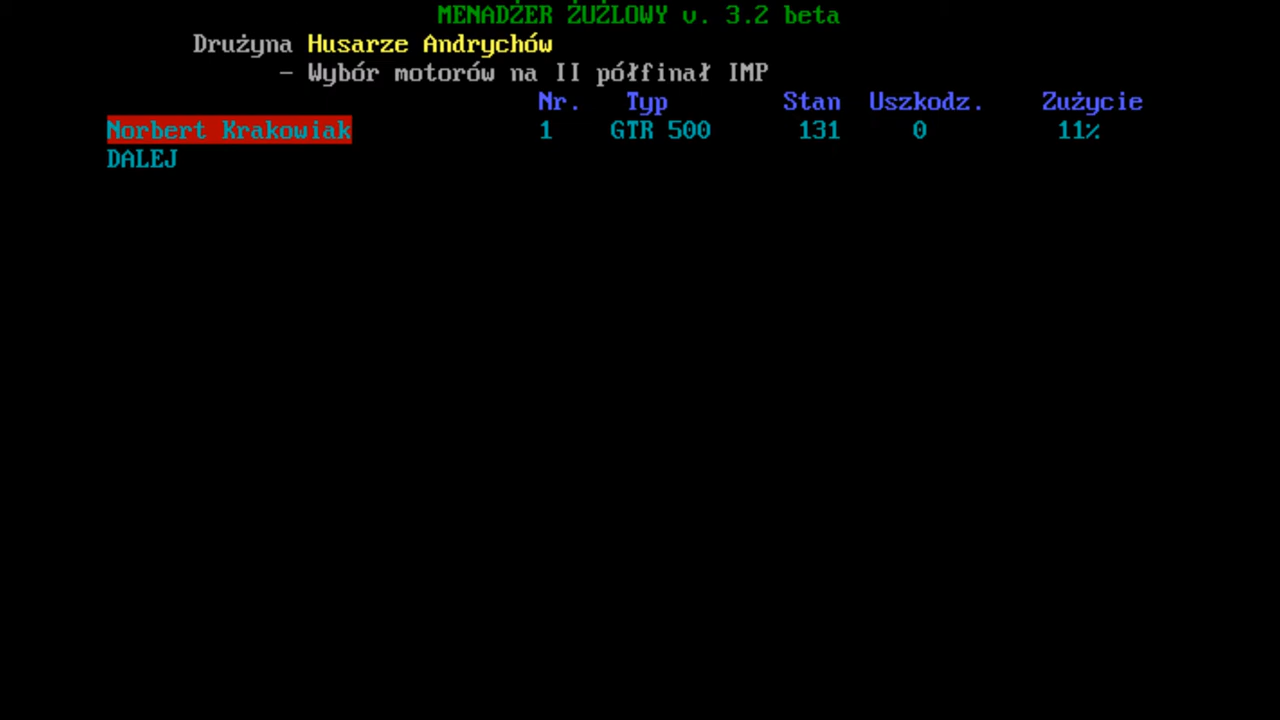 MENADŻER ŻUŻLOWY v. 3.2 beta
Drużyna Husarze Andrychów
- Wybór motorów na II półfinał IMP
Nr. Typ Stan Uszkodz. Zużycie
Norbert Krakowiak 1 GTR 500 131 0 11%
DALEJ